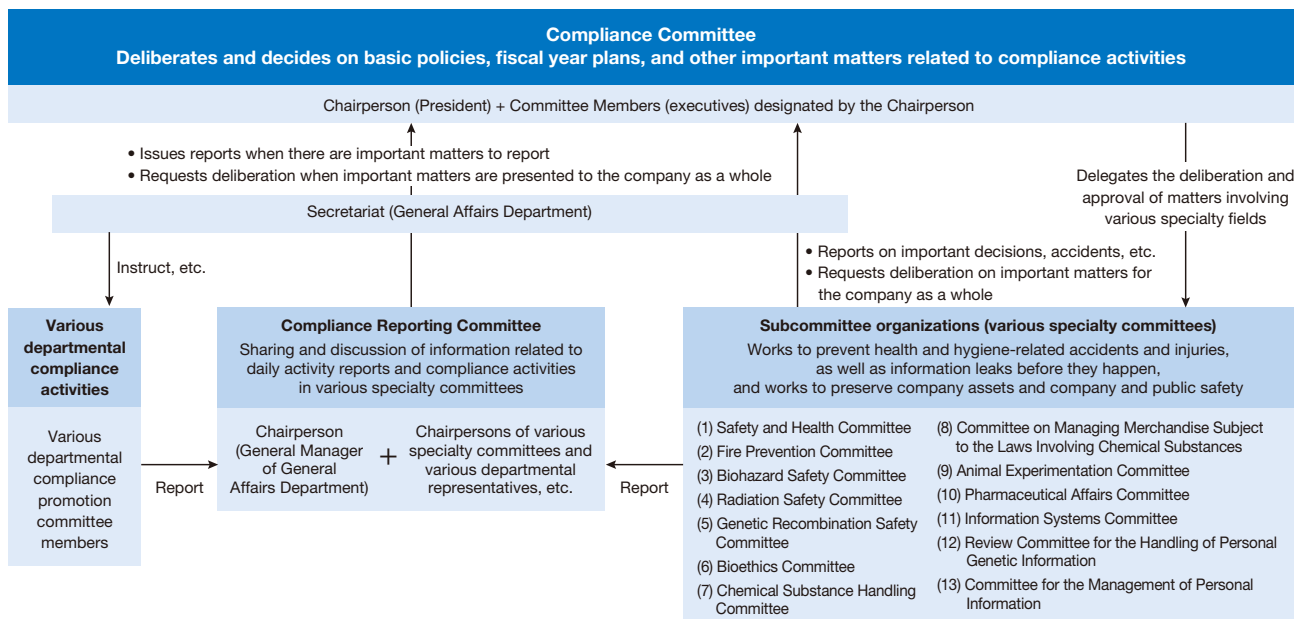 Compliance Committee
Deliberates and decides on basic policies, fiscal year plans, and other important matters related to compliance activities
Chairperson (President) + Committee Members (executives) designated by the Chairperson
• Issues reports when there are important matters to report
• Requests deliberation when important matters are presented to the company as a whole
Secretariat (General Affairs Department)
Delegates the deliberation and
approval of matters involving
various specialty fields
• Reports on important decisions, accidents, etc.
• Requests deliberation on important matters for
the company as a whole
Instruct, etc.
Various
departmental
compliance
activities
Various
departmental
compliance
promotion
committee
members
Report
Compliance Reporting Committee
Sharing and discussion of information related to
daily activity reports and compliance activities
in various specialty committees
Chairperson
(General Manager
of General
Affairs Department)
+
Chairpersons of various
specialty committees and
various departmental
representatives, etc.
Report
Subcommittee organizations (various specialty committees)
Works to prevent health and hygiene-related accidents and injuries,
as well as information leaks before they happen,
and works to preserve company assets and company and public safety
(1) Safety and Health Committee
(2) Fire Prevention Committee
(3) Biohazard Safety Committee
(4) Radiation Safety Committee
(5) Genetic Recombination Safety
Committee
(6) Bioethics Committee
(7) Chemical Substance Handling
Committee
(8) Committee on Managing Merchandise Subject
to the Laws Involving Chemical Substances
(9) Animal Experimentation Committee
(10) Pharmaceutical Affairs Committee
(11) Information Systems Committee
(12) Review Committee for the Handling of Personal
Genetic Information
(13) Committee for the Management of Personal
Information